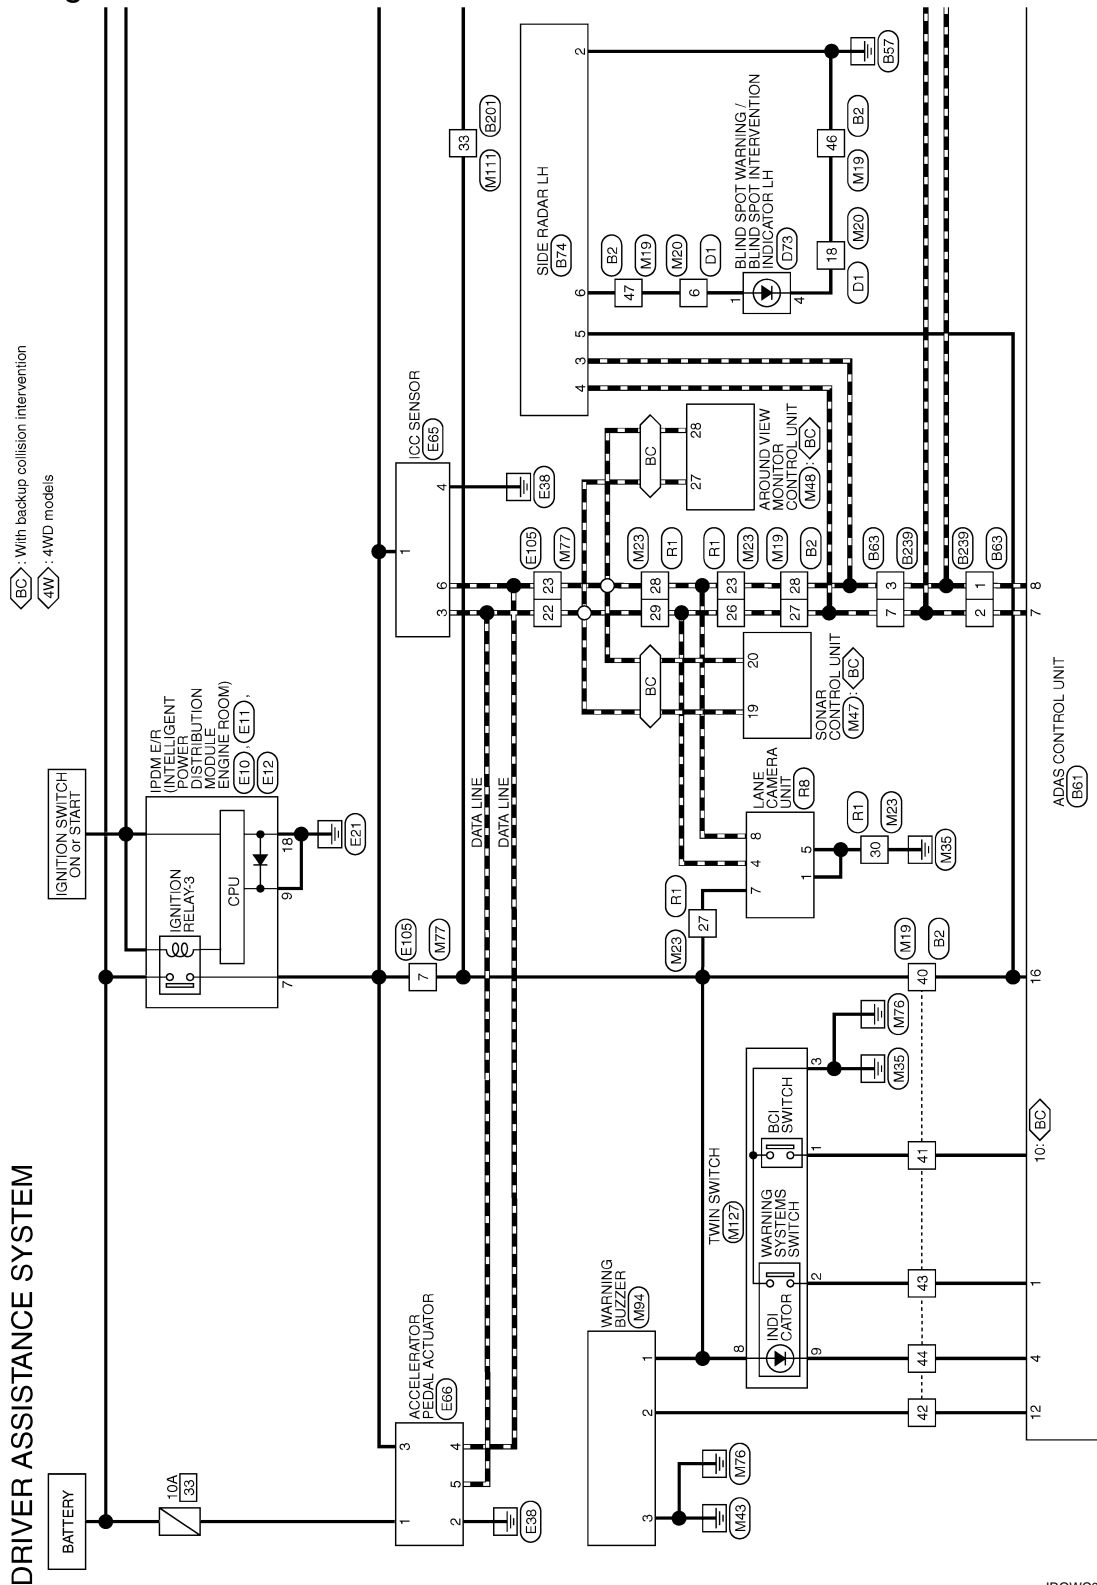 DRIVER ASSISTANCE SYSTEM
BC : With backup collision intervention
4W : 4WD models
BATTERY
10A
33
IGNITION SWITCH
ON or START
IPDM E/R
(INTELLIGENT
POWER
DISTRIBUTION
MODULE
ENGINE ROOM)
E10 , E11 ,
E12
IGNITION
RELAY-3
CPU
7
9
18
E21
ACCELERATOR
PEDAL ACTUATOR
E66
1
3
2
5
4
E38
E105
7
M77
DATA LINE
DATA LINE
ICC SENSOR
E65
1
3
6
4
E38
M111
33
B201
SIDE RADAR LH
B74
4
3
5
6
2
E105
22
23
M77
BC
BC
M23
29
28
R1
R1
26
23
M23
M19
27
28
B2
B63
7
3
B239
B239
2
1
B63
7
8
27
28
AROUND VIEW
MONITOR
CONTROL UNIT
M48 : BC
19
20
SONAR
CONTROL UNIT
M47 : BC
B2
47
M19
M20
6
D1
1
4
BLIND SPOT WARNING /
BLIND SPOT INTERVENTION
INDICATOR LH
D73
D1
18
M20
M19
46
B2
B57
M23
27
R1
LANE
CAMERA
UNIT
R8
7
4
8
1
5
R1
30
M23
M35
WARNING
BUZZER
M94
3
2
1
M43
M76
TWIN SWITCH
M127
8
INDI
CATOR
WARNING
SYSTEMS
SWITCH
BCI
SWITCH
9
2
1
3
M35
M76
M19
B2
42
44
43
41
40
12
4
1
10: BC
16
ADAS CONTROL UNIT
B61